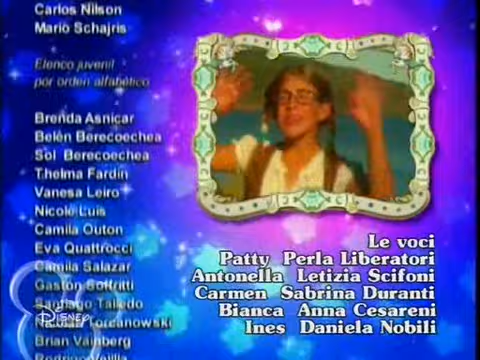 Carlos Nilson
Mario Schajris
Elenco juvenil
por orden alfabético
Brenda Asnicar
Belén Berecoechea
Sol Berecoechea
Thelma Fardin
Vanesa Leiro
Nicole Luis
Camila Outon
Eva Quattrocci
Camila Salazar
Gastón Soffritti
Santiago Talledo
Torcanowski
Brian Vainberg
Le voci
Patty Perla Liberatori
Antonella Letizia Scifoni
Carmen Sabrina Duranti
Bianca Anna Cesareni
Ines Daniela Nobili
Disney